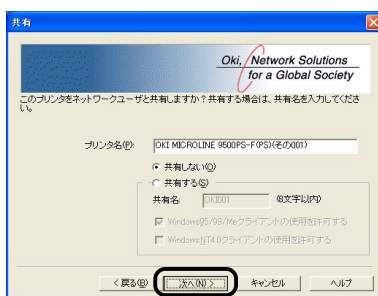 共有
Oki, Network Solutions
for a Global Society
このプリンタをネットワークユーザと共有しますか？共有する場合は、共有名を入力してくださ
い。
プリンタ名(P): OKI MICROLINE 9500PS-F(PS)(その001)
共有しない(O)
共有する(S)
共有名: OKI001 (8文字以内)
Windows95/98/Meクライアントの使用を許可する
WindowsNT4.0クライアントの使用を許可する
< 戻る(B) 次へ(N) > キャンセル ヘルプ